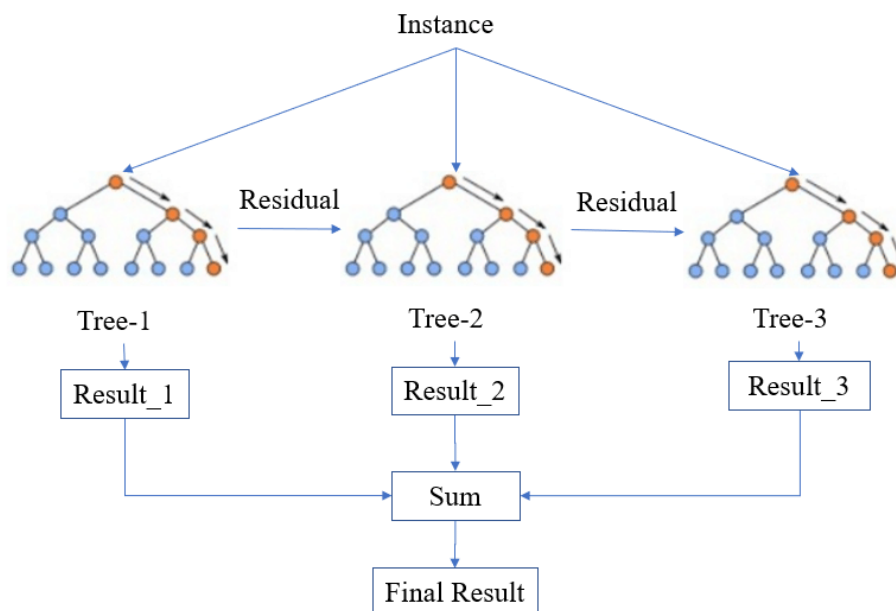 Instance
Residual
Residual
Tree-1
Tree-2
Tree-3
Result_1
Result_2
Result_3
Sum
Final Result